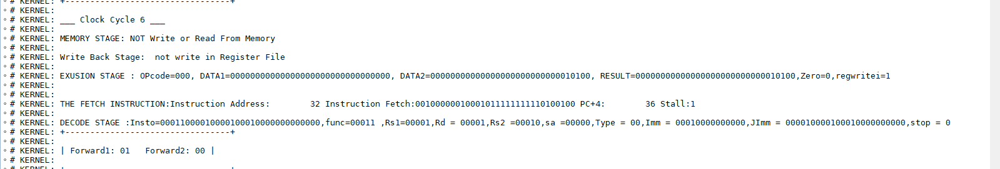 # KERNEL: +---------------------------------+
# KERNEL:
# KERNEL: ___ Clock Cycle 6 ___
# KERNEL:
# KERNEL: MEMORY STAGE: NOT Write or Read From Memory
# KERNEL:
# KERNEL: Write Back Stage:  not write in Register File
# KERNEL:
# KERNEL: EXUSION STAGE : OPcode=000, DATA1=00000000000000000000000000000000, DATA2=00000000000000000000000000010100, RESULT=00000000000000000000000000010100,Zero=0,regwritei=1
# KERNEL:
# KERNEL:
# KERNEL: THE FETCH INSTRUCTION:Instruction Address:        32 Instruction Fetch:00100000010001011111111110100100 PC+4:        36 Stall:1
# KERNEL:
# KERNEL: DECODE STAGE :Insto=00011000010000100010000000000000,func=00011 ,Rs1=00001,Rd = 00001,Rs2 =00010,sa =00000,Type = 00,Imm = 00010000000000,JImm = 000010000100010000000000,stop = 0
# KERNEL: +---------------------------------+
# KERNEL:
# KERNEL: | Forward1: 01   Forward2: 00 |
# KERNEL:
# KERNEL: +---------------------------------+